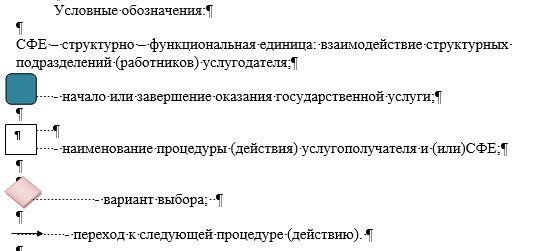 Условные обозначения:
СФЕ – структурно – функциональная единица: взаимодействие структурных
подразделений (работников) услугодателя;
- начало или завершение оказания государственной услуги;
- наименование процедуры (действия) услугополучателя и (или)СФЕ;
- вариант выбора;
- переход к следующей процедуре (действию).